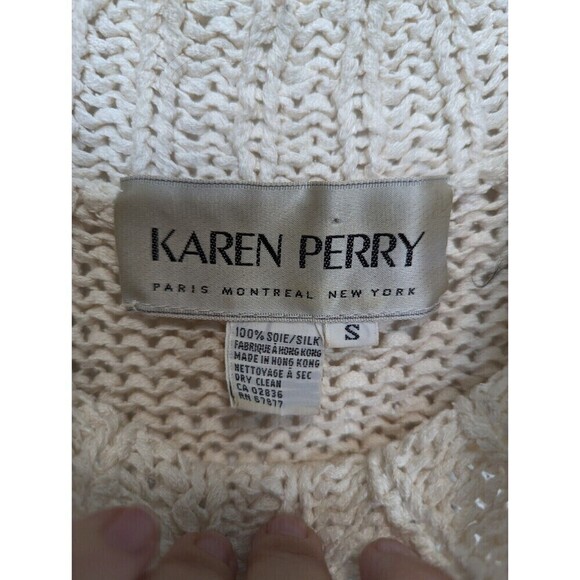 KAREN PERRY
PARIS MONTREAL NEW YORK
S
100% SOIE/SILK
FABRIQUÉ À HONG KONG
MADE IN HONG KONG
NETTOYAGE À SEC
DRY CLEAN
CA 02836
RN 67877